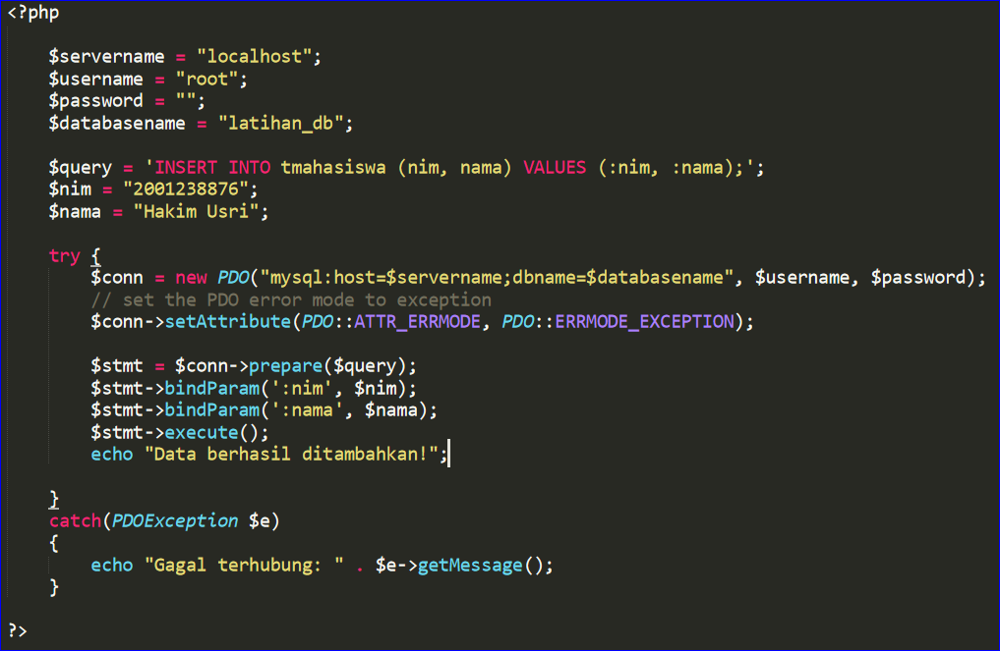 <?php
$servername = "localhost";
$username = "root";
$password = "";
$databasename = "latihan_db";
$query = 'INSERT INTO tmahasiswa (nim, nama) VALUES (:nim, :nama);';
$nim = "2001238876";
$nama = "Hakim Usri";
try {
$conn = new PDO("mysql:host=$servername;dbname=$databasename", $username, $password);
// set the PDO error mode to exception
$conn->setAttribute(PDO::ATTR_ERRMODE, PDO::ERRMODE_EXCEPTION);
$stmt = $conn->prepare($query);
$stmt->bindParam(':nim', $nim);
$stmt->bindParam(':nama', $nama);
$stmt->execute();
echo "Data berhasil ditambahkan!";
}
catch(PDOException $e)
{
echo "Gagal terhubung: " . $e->getMessage();
}
?>